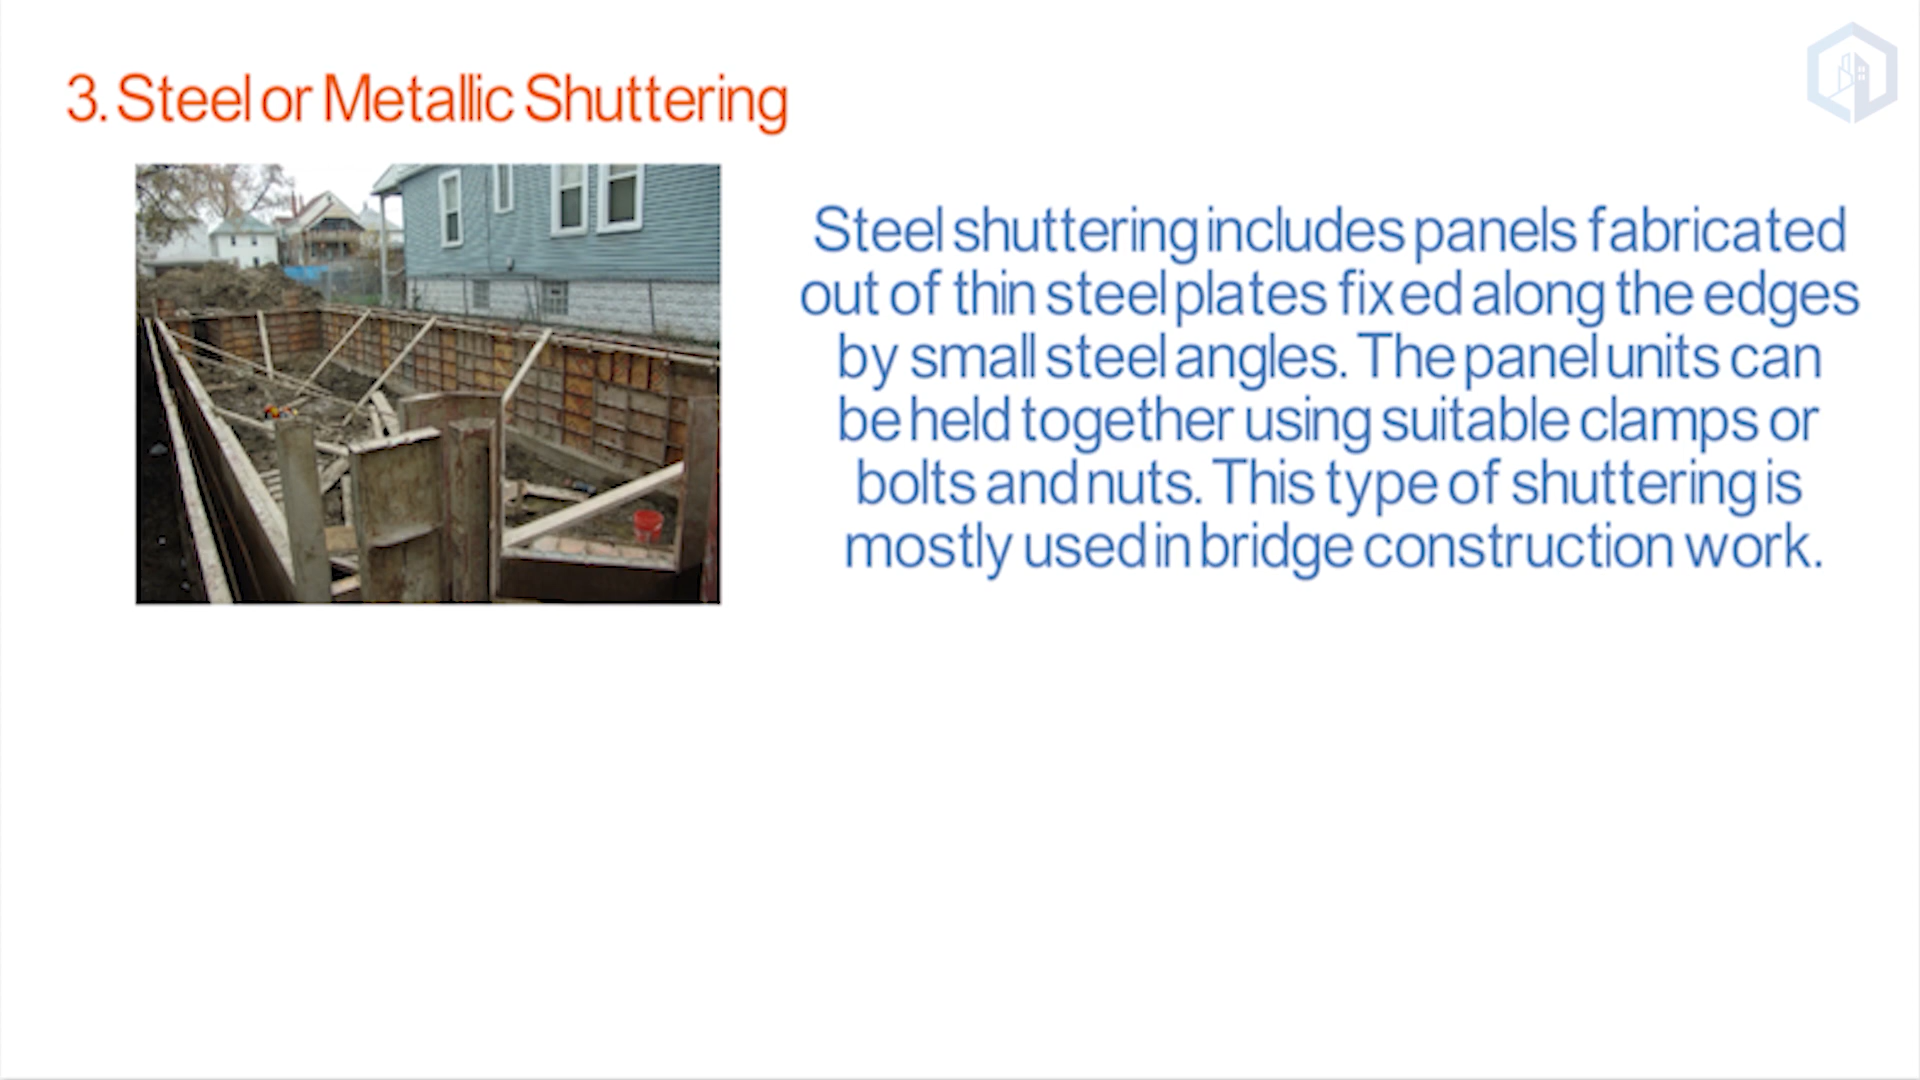 3. Steel or Metallic Shuttering
Steel shuttering includes panels fabricated
out of thin steel plates fixed along the edges
by small steel angles. The panel units can
be held together using suitable clamps or
bolts and nuts. This type of shuttering is
mostly used in bridge construction work.